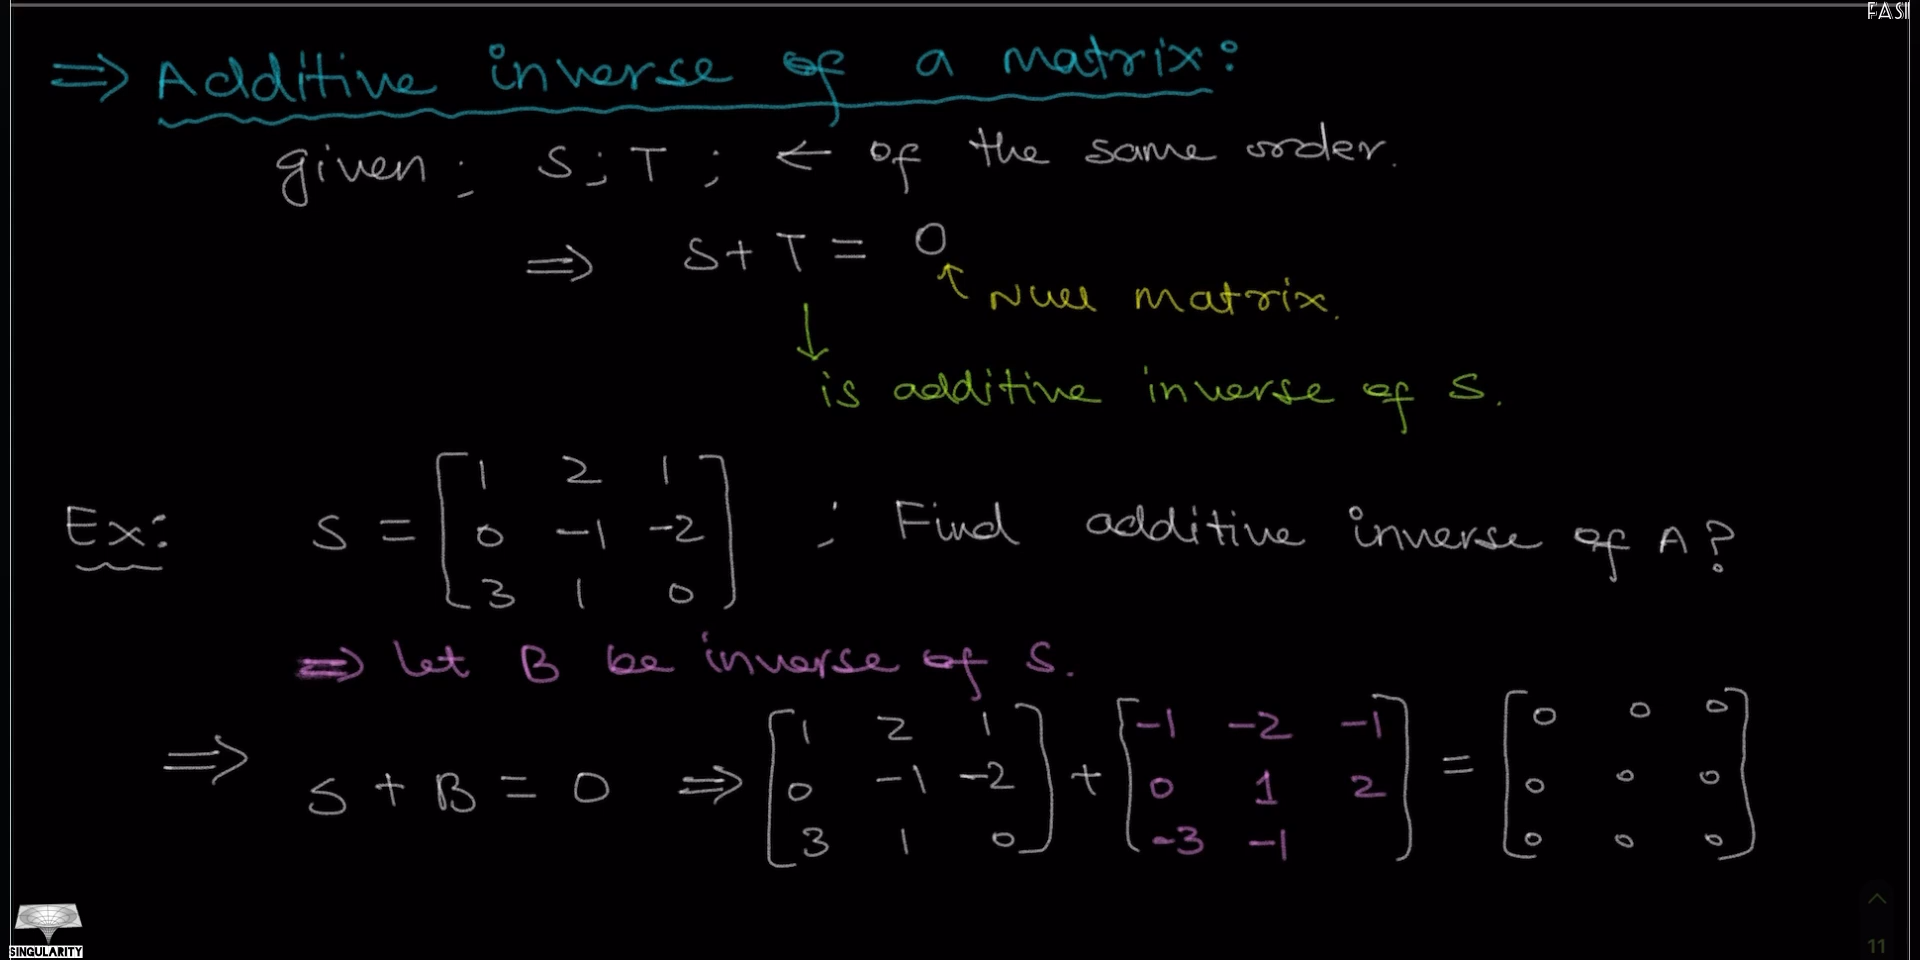 FASI
⇒ Additive inverse of a matrix:
given: S; T; ← of the same order.
⇒ S + T = 0
↑ Null matrix.
↓
is additive inverse of S.
Ex: S = [1 2 1; 0 -1 -2; 3 1 0] ; Find additive inverse of A?
⇒ let B be inverse of S.
⇒ S + B = 0 ⇒ [1 2 1; 0 -1 -2; 3 1 0] + [-1 -2 -1; 0 1 2; -3 -1] = [0 0 0; 0 0 0; 0 0 0]
SINGULARITY
11